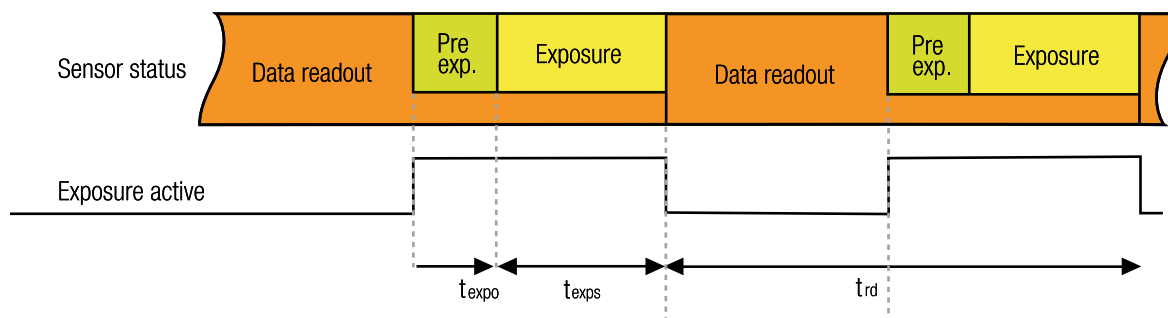 Sensor status
Data readout
Pre
exp.
Exposure
Data readout
Pre
exp.
Exposure
Exposure active
texpo
texps
trd